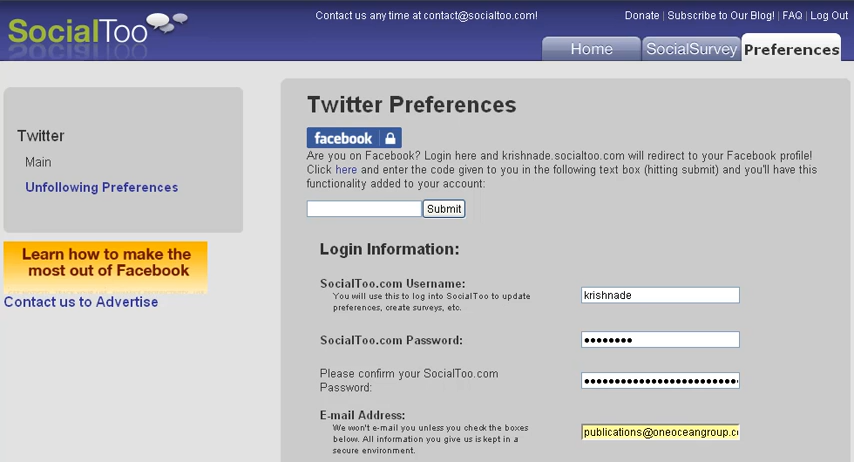 SocialToo
Contact us any time at contact@socialtoo.com!
Donate | Subscribe to Our Blog! | FAQ | Log Out
Home
SocialSurvey
Preferences
Twitter
Main
Unfollowing Preferences
Learn how to make the
most out of Facebook
Contact us to Advertise
Twitter Preferences
facebook
Are you on Facebook? Login here and krishnade.socialtoo.com will redirect to your Facebook profile!
Click here and enter the code given to you in the following text box (hitting submit) and you'll have this
functionality added to your account:
Submit
Login Information:
SocialToo.com Username:
You will use this to log into SocialToo to update
preferences, create surveys, etc.
krishnade
SocialToo.com Password:
Please confirm your SocialToo.com
Password:
E-mail Address:
We won't e-mail you unless you check the boxes
below. All information you give us is kept in a
secure environment.
publications@oneoceangroup.c